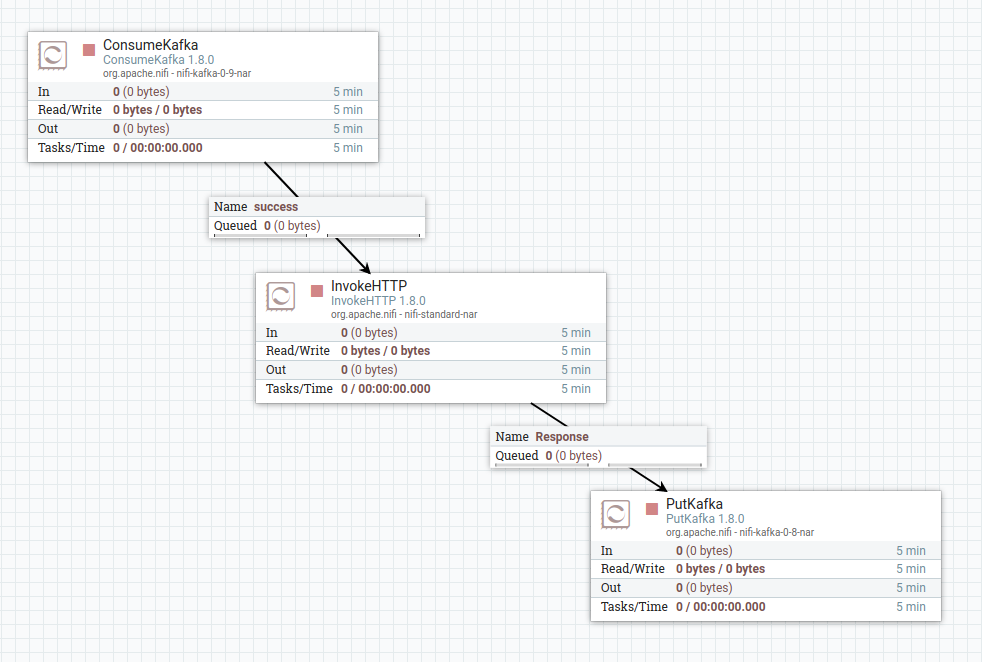 ConsumeKafka
ConsumeKafka 1.8.0
org.apache.nifi - nifi-kafka-0-9-nar
In 0 (0 bytes) 5 min
Read/Write 0 bytes / 0 bytes 5 min
Out 0 (0 bytes) 5 min
Tasks/Time 0 / 00:00:00.000 5 min
Name success
Queued 0 (0 bytes)
InvokeHTTP
InvokeHTTP 1.8.0
org.apache.nifi - nifi-standard-nar
In 0 (0 bytes) 5 min
Read/Write 0 bytes / 0 bytes 5 min
Out 0 (0 bytes) 5 min
Tasks/Time 0 / 00:00:00.000 5 min
Name Response
Queued 0 (0 bytes)
PutKafka
PutKafka 1.8.0
org.apache.nifi - nifi-kafka-0-8-nar
In 0 (0 bytes) 5 min
Read/Write 0 bytes / 0 bytes 5 min
Out 0 (0 bytes) 5 min
Tasks/Time 0 / 00:00:00.000 5 min